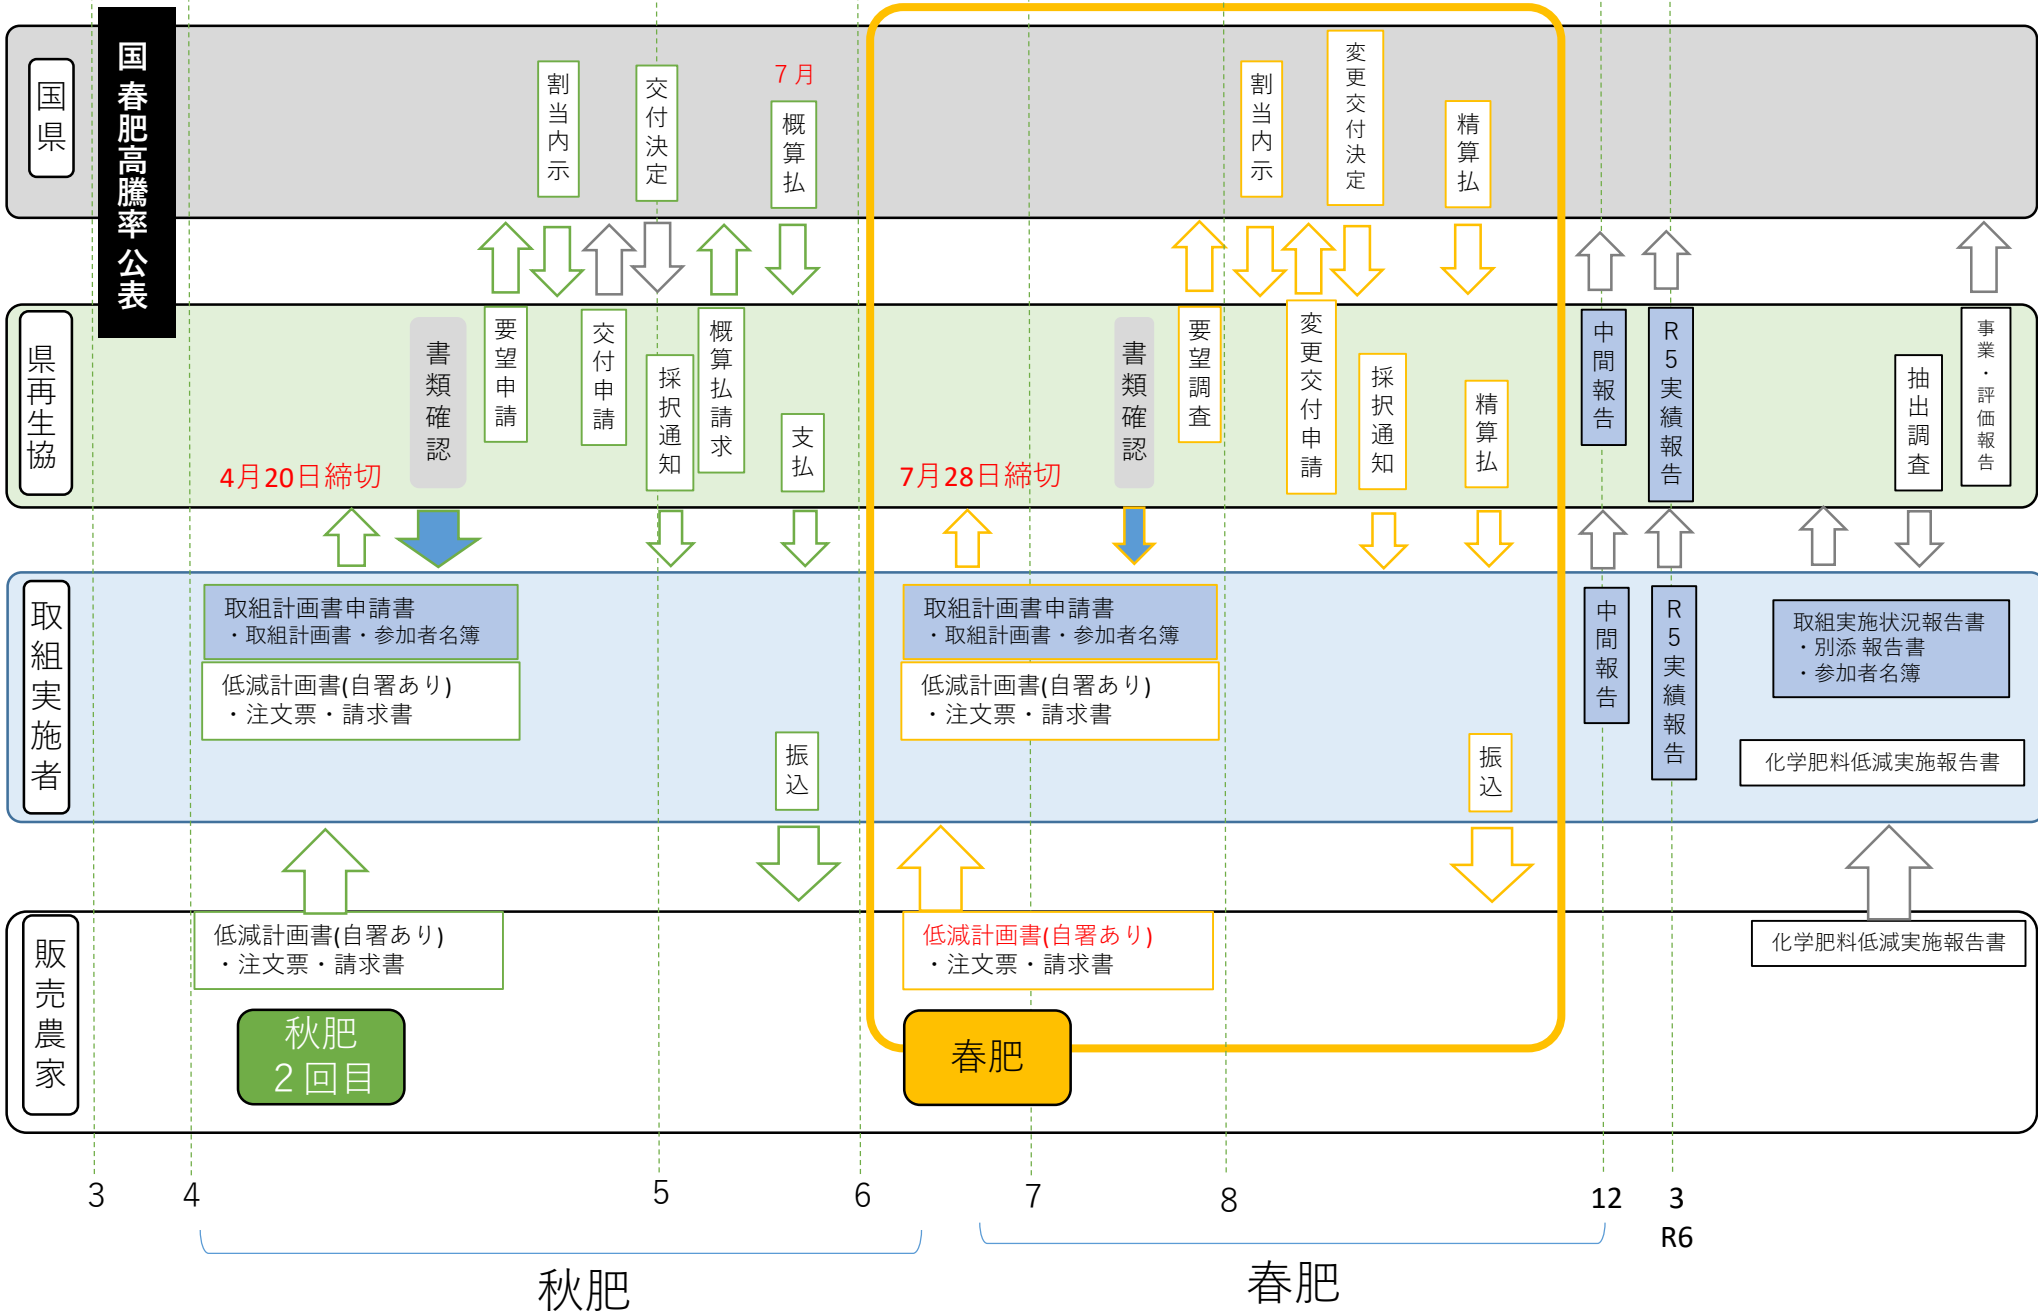 国 春肥高騰率 公表
国県
割当内示
交付決定
７月
概算払
割当内示
変更交付決定
精算払
県再生協
4月20日締切
書類確認
要望申請
交付申請
採択通知
概算払請求
支払
7月28日締切
書類確認
要望調査
変更交付申請
採択通知
精算払
中間報告
R5実績報告
抽出調査
事業・評価報告
取組実施者
取組計画書申請書
・取組計画書・参加者名簿
低減計画書(自署あり)
・注文票・請求書
振込
取組計画書申請書
・取組計画書・参加者名簿
低減計画書(自署あり)
・注文票・請求書
振込
中間報告
R5実績報告
取組実施状況報告書
・別添 報告書
・参加者名簿
化学肥料低減実施報告書
販売農家
低減計画書(自署あり)
・注文票・請求書
秋肥
２回目
低減計画書(自署あり)
・注文票・請求書
春肥
化学肥料低減実施報告書
3
4
5
6
7
8
12
3
R6
秋肥
春肥